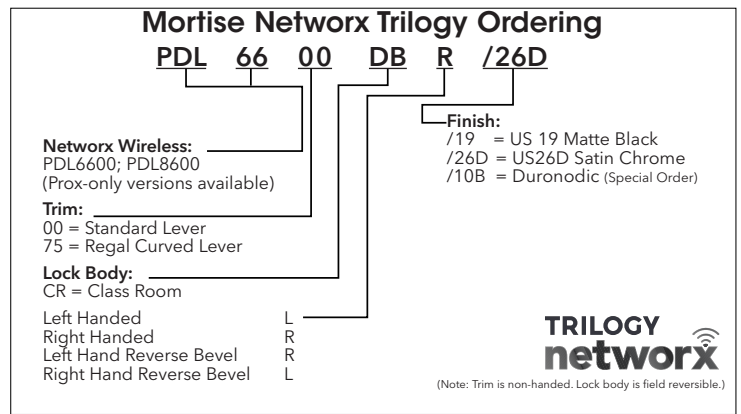 Mortise Networx Trilogy Ordering
PDL 66 00 DB R /26D
Networx Wireless:
PDL6600; PDL8600
(Prox-only versions available)
Trim:
00 = Standard Lever
75 = Regal Curved Lever
Lock Body:
CR = Class Room
Left Handed L
Right Handed R
Left Hand Reverse Bevel R
Right Hand Reverse Bevel L
Finish:
/19 = US 19 Matte Black
/26D = US26D Satin Chrome
/10B = Duronodic (Special Order)
TRILOGY
networx
(Note: Trim is non-handed. Lock body is field reversible.)